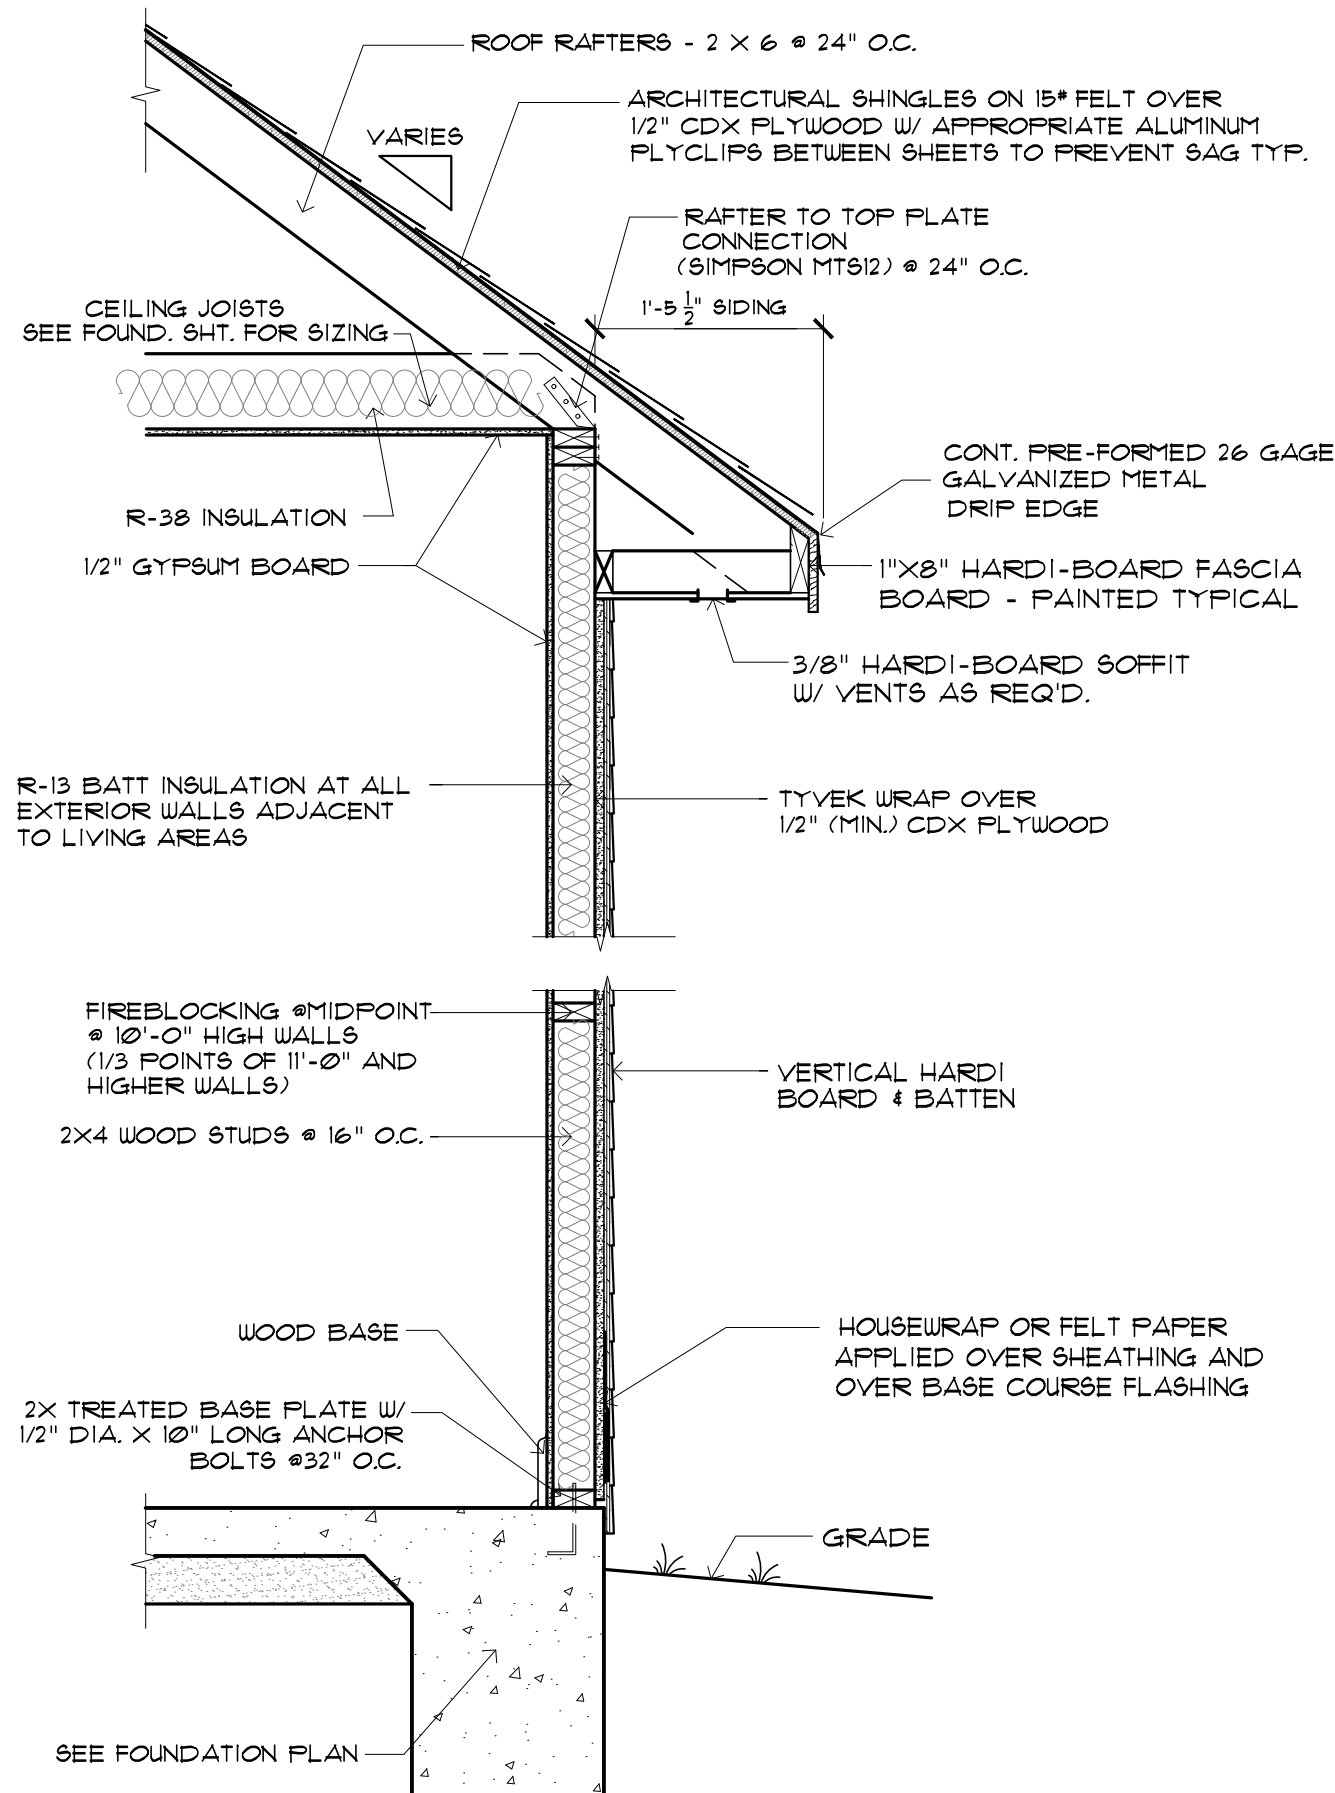 ROOF RAFTERS - 2 X 6 @ 24" O.C.
ARCHITECTURAL SHINGLES ON 15# FELT OVER
1/2" CDX PLYWOOD W/ APPROPRIATE ALUMINUM
PLYCLIPS BETWEEN SHEETS TO PREVENT SAG TYP.
VARIES
RAFTER TO TOP PLATE
CONNECTION
(SIMPSON MTS12) @ 24" O.C.
1'-5 1/2" SIDING
CEILING JOISTS
SEE FOUND. SHT. FOR SIZING
CONT. PRE-FORMED 26 GAGE
GALVANIZED METAL
DRIP EDGE
R-38 INSULATION
1/2" GYPSUM BOARD
1"X8" HARDI-BOARD FASCIA
BOARD - PAINTED TYPICAL
3/8" HARDI-BOARD SOFFIT
W/ VENTS AS REQ'D.
R-13 BATT INSULATION AT ALL
EXTERIOR WALLS ADJACENT
TO LIVING AREAS
TYVEK WRAP OVER
1/2" (MIN.) CDX PLYWOOD
FIREBLOCKING @MIDPOINT
@ 10'-0" HIGH WALLS
(1/3 POINTS OF 11'-0" AND
HIGHER WALLS)
VERTICAL HARDI
BOARD & BATTEN
2X4 WOOD STUDS @ 16" O.C.
WOOD BASE
HOUSEWRAP OR FELT PAPER
APPLIED OVER SHEATHING AND
OVER BASE COURSE FLASHING
2X TREATED BASE PLATE W/
1/2" DIA. X 10" LONG ANCHOR
BOLTS @32" O.C.
GRADE
SEE FOUNDATION PLAN